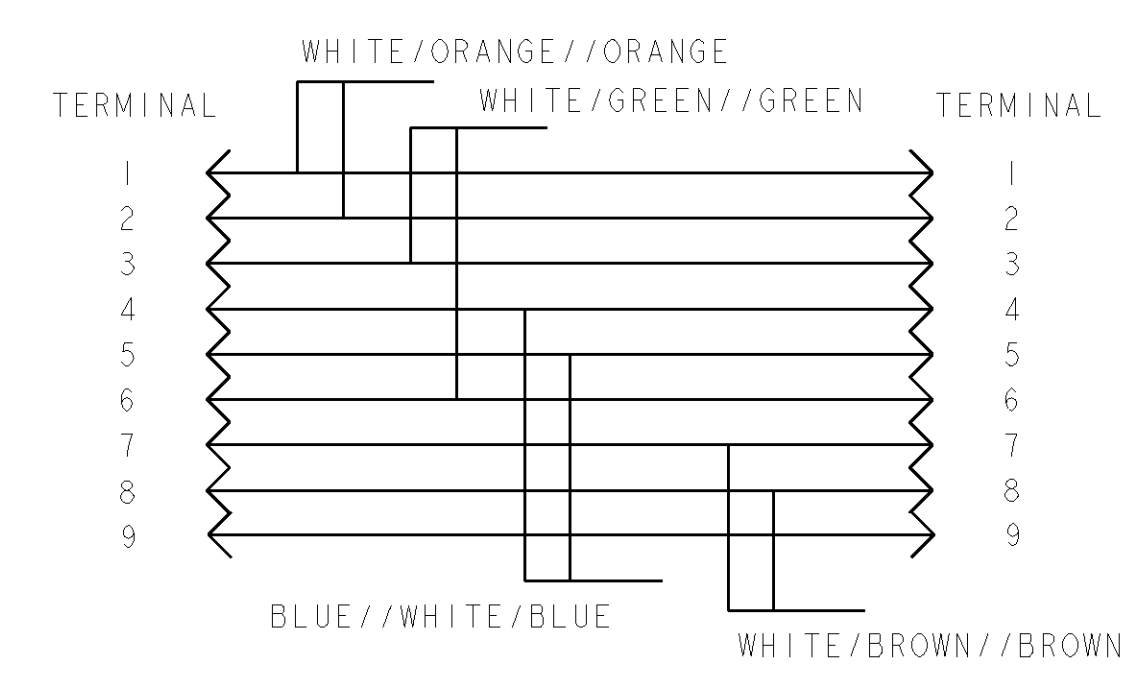 WHITE/ORANGE//ORANGE
WHITE/GREEN//GREEN
TERMINAL TERMINAL
1 1
2 2
3 3
4 4
5 5
6 6
7 7
8 8
9 9
BLUE//WHITE/BLUE
WHITE/BROWN//BROWN